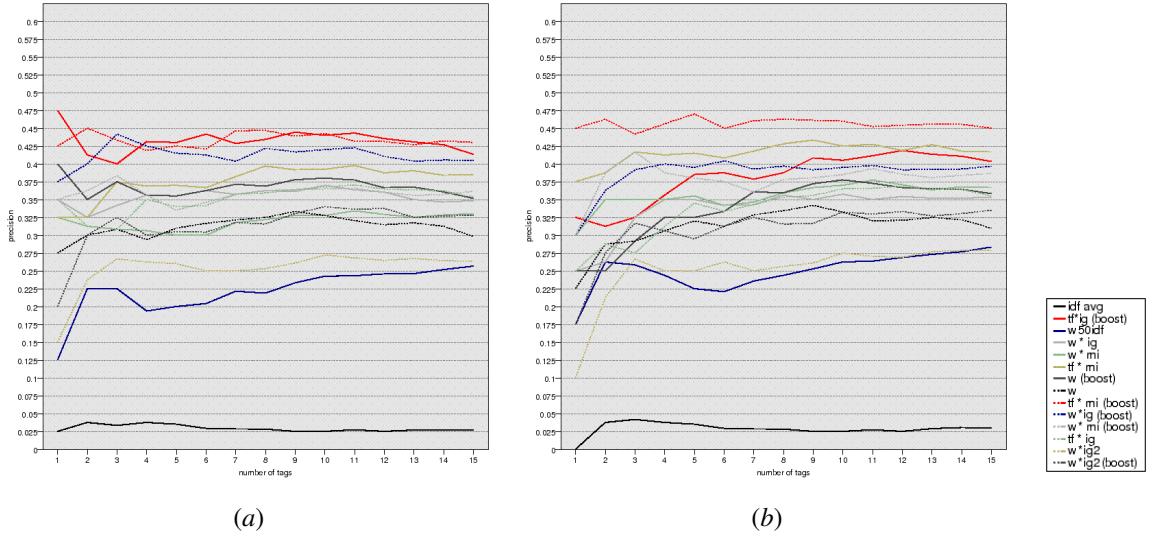 0.6
0.575
0.55
0.525
0.5
0.475
0.45
0.425
0.4
0.375
0.35
0.325
0.3
0.275
0.25
0.225
0.2
0.175
0.15
0.125
0.1
0.075
0.05
0.025
0
precision
1 2 3 4 5 6 7 8 9 10 11 12 13 14 15
number of tags
(a)
0.6
0.575
0.55
0.525
0.5
0.475
0.45
0.425
0.4
0.375
0.35
0.325
0.3
0.275
0.25
0.225
0.2
0.175
0.15
0.125
0.1
0.075
0.05
0.025
0
precision
1 2 3 4 5 6 7 8 9 10 11 12 13 14 15
number of tags
(b)
idf avg
tf*ig (boost)
w50idf
w * ig
w * mi
tf * mi
w (boost)
w
tf * mi (boost)
w *ig (boost)
w * mi (boost)
tf * ig
w *ig2
w *ig2 (boost)